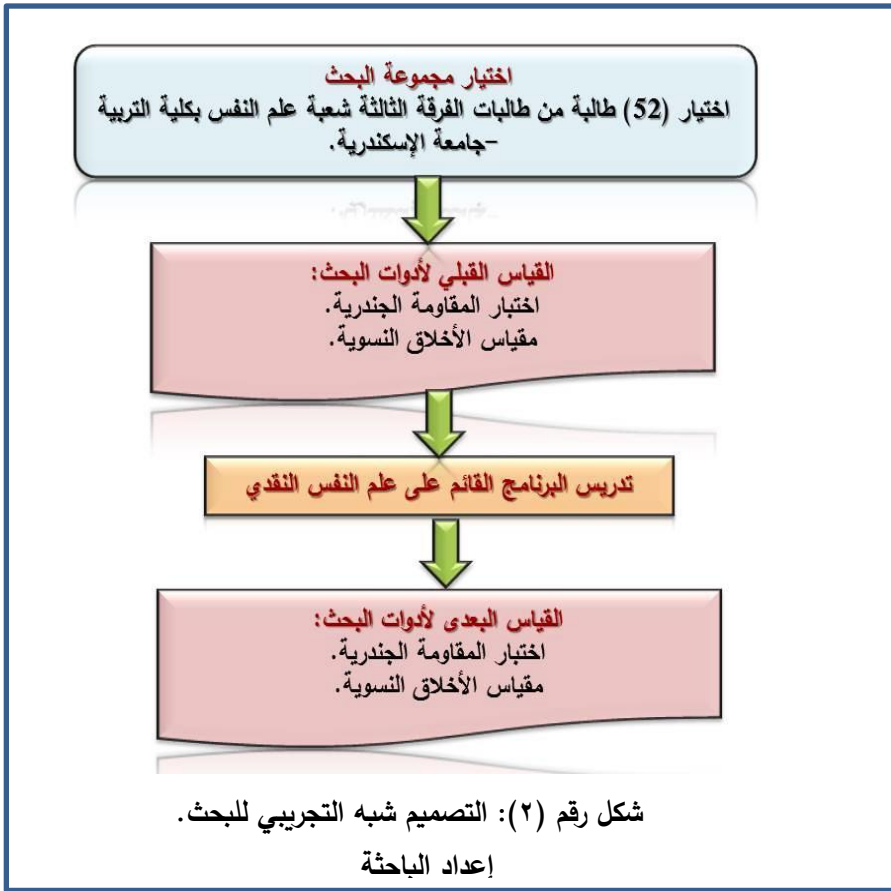 اختيار مجموعة البحث
اختيار (52) طالبة من طالبات الفرقة الثالثة شعبة علم النفس بكلية التربية
-جامعة الإسكندرية.
القياس القبلي لأدوات البحث:
اختبار المقاومة الجندرية.
مقياس الأخلاق النسوية.
تدريس البرنامج القائم على علم النفس النقدي
القياس البعدى لأدوات البحث:
اختبار المقاومة الجندرية.
مقياس الأخلاق النسوية.
شكل رقم (٢): التصميم شبه التجريبي للبحث.
إعداد الباحثة